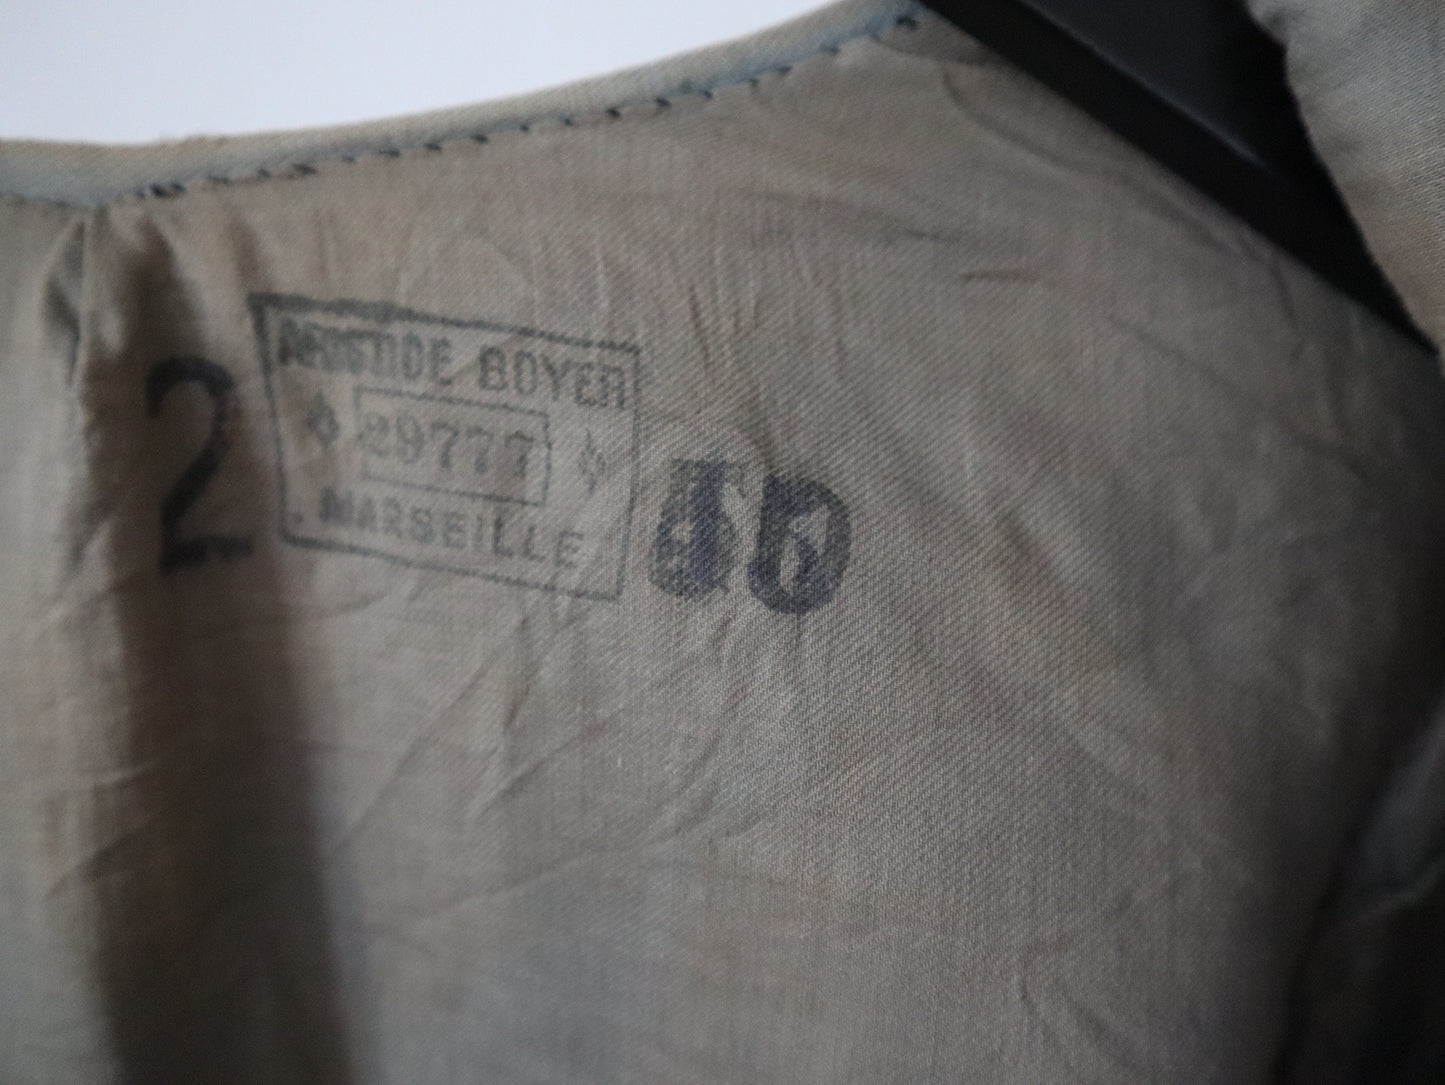 2
ARISTIDE BOYER
29777
MARSEILLE